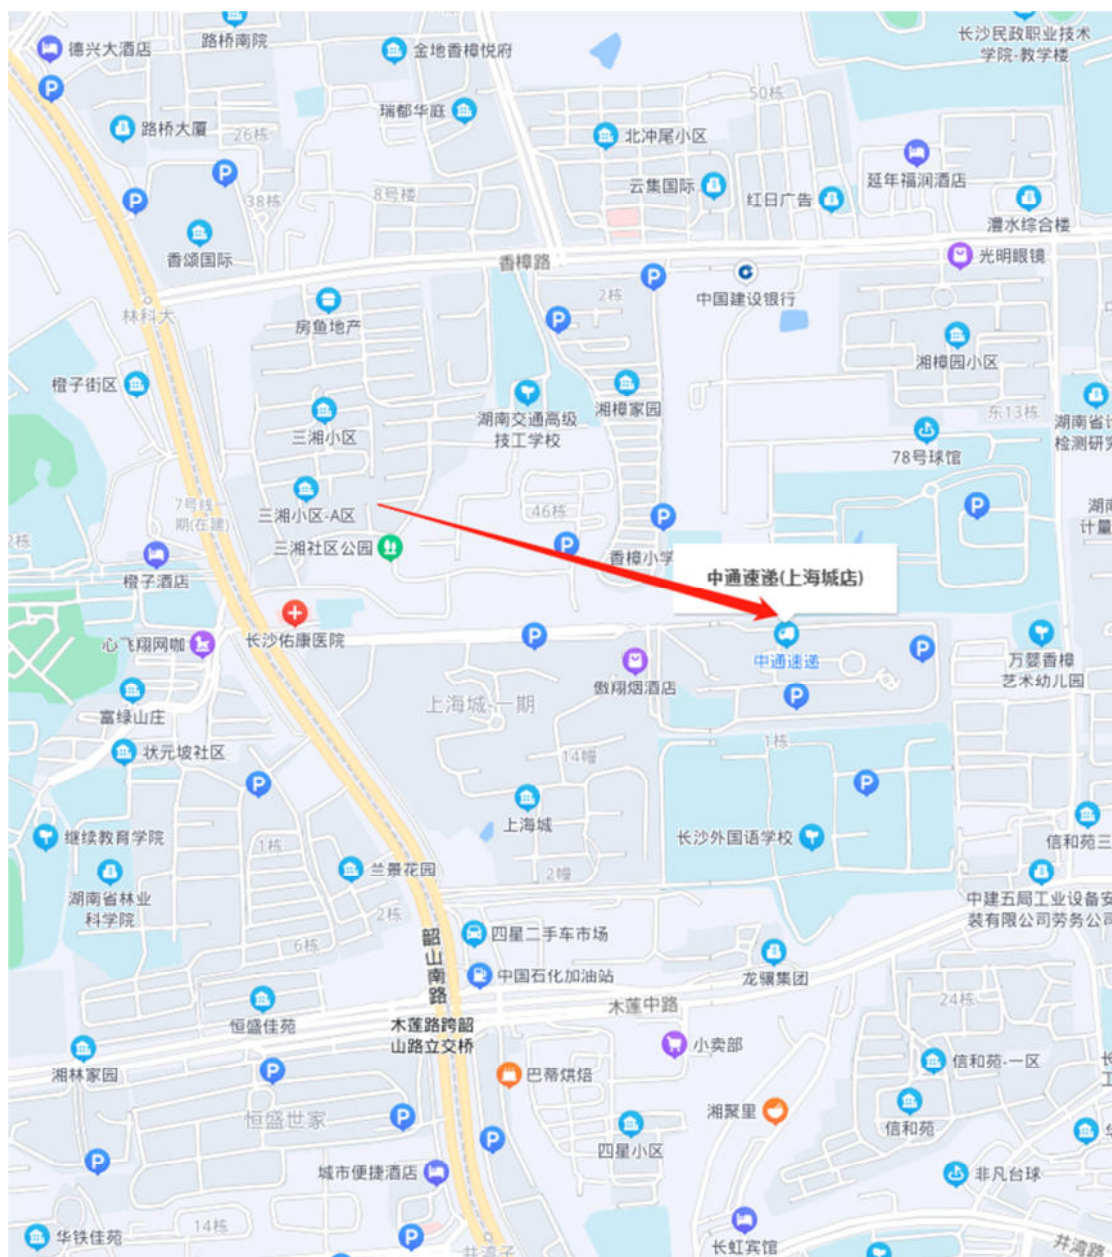 路桥南院
德兴大酒店
金地香樟悦府
长沙民政职业技术
学院-教学楼
50栋
瑞都华庭
路桥大厦
26栋
北冲尾小区
延年福润酒店
云集国际
红日广告
8号楼
38栋
澧水综合楼
香颂国际
香樟路
光明眼镜
2栋
中国建设银行
林科大
房鱼地产
湘樟园小区
橙子街区
湘樟家园
东13栋
湖南交通高级
技工学校
三湘小区
湖南省计
检测研究
78号球馆
7号线一
期(在建)
三湘小区-A区
46栋
湖南
计量
2栋
三湘社区公园
香樟小学
橙子酒店
中通速递(上海城店)
长沙佑康医院
心飞翔网咖
中通速递
万婴香樟
艺术幼儿园
傲翔烟酒店
富绿山庄
上海城-一期
1栋
状元坡社区
14幢
上海城
长沙外国语学校
继续教育学院
1栋
信和苑三
兰景花园
2幢
湖南省林业
科学院
中建五局工业设备安
装有限公司劳务公司
2栋
6栋
韶山南路
四星二手车市场
中国石化加油站
龙骧集团
24栋
木莲中路
恒盛佳苑
木莲路跨韶
山路立交桥
小卖部
湘林家园
巴蒂烘焙
信和苑-一区
湘聚里
恒盛世家
信和苑
四星小区
城市便捷酒店
非凡台球
14栋
华铁佳苑
长虹宾馆
井湾子
井湾路